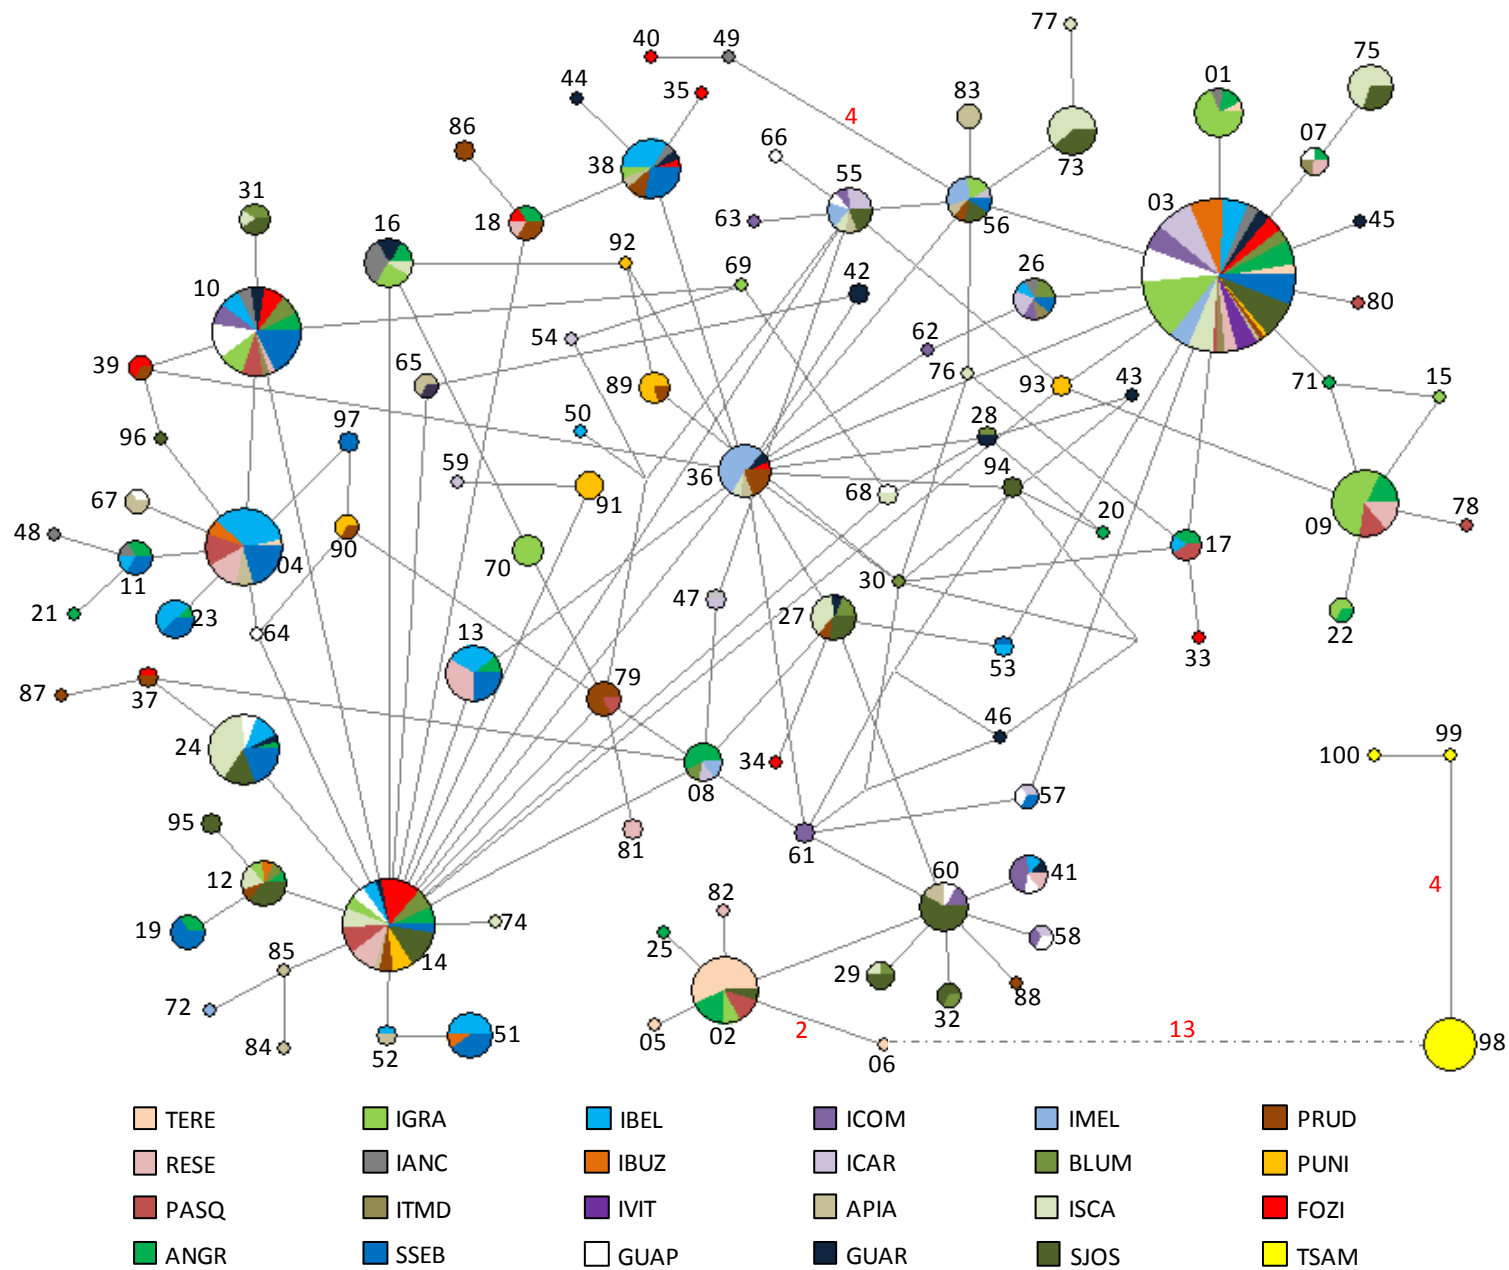 77
40 49
75
01
44
35 83
4
86 66 07
38 73
55
31 03
16 18 63 56 45
92
69 42 26
10 80
54 62
39 65 76 93 43 71 15
89
97 50 28
96
59 36 94
67 91 68 20 78
48 09
04 90 17
11 70 30
21 23 47 27 22
64 53 33
13
87 37 79
46 99
24 34 100
08
57
95 81 61
12 60 41
82 4
19 25 74 58
85 14
29
72 88
32
84 52 51 05 02 2 06 13 98
TERE IGRA IBEL ICOM IMEL PRUD
RESE IANC IBUZ ICAR BLUM PUNI
PASQ ITMD IVIT APIA ISCA FOZI
ANGR SSEB GUAP GUAR SJOS TSAM